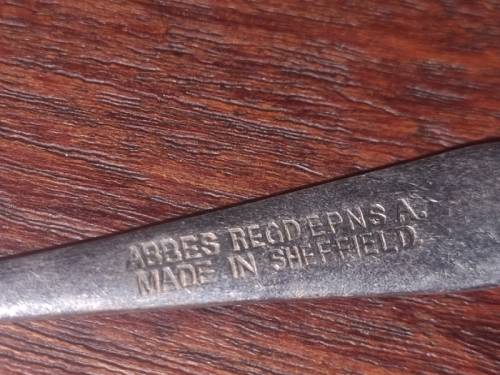 ABBES REGD EPNS A.
MADE IN SHEFFIELD